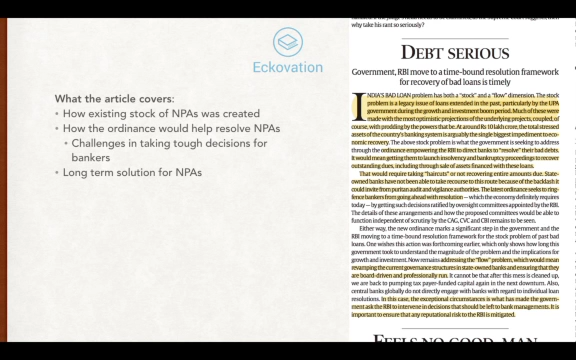 Eckovation
What the article covers:
• How existing stock of NPAs was created
• How the ordinance would help resolve NPAs
• Challenges in taking tough decisions for
bankers
• Long term solution for NPAs
why take his rant so seriously?
DEBT SERIOUS
Government, RBI move to a time-bound resolution framework
for recovery of bad loans is timely
INDIA'S BAD LOAN problem has both a "stock" and a "flow" dimension. The stock
problem is a legacy issue of loans extended in the past, particularly by the UPA
government during the growth and investment boom period. Much of these were
made with the most optimistic projections of the underlying projects, coupled, of
course, with prodding by the powers that be. At around Rs 10 lakh crore, the total stressed
assets of the country's banking system is arguably the single biggest impediment to eco-
nomic recovery. The above stock problem is what the government is seeking to address
through the ordinance empowering the RBI to direct banks to "resolve" their bad debts.
It would mean getting them to launch insolvency and bankruptcy proceedings to recover
outstanding dues, including through sale of assets financed with these loans.
That would require taking "haircuts" or not recovering entire amounts due. State-
owned banks have not been able to take recourse to this route because of the backlash it
could invite from puritan audit and vigilance authorities. The latest ordinance seeks to ring-
fence bankers from going ahead with resolution — which the economy definitely requires
today — by getting such decisions ratified by oversight committees appointed by the RBI.
The details of these arrangements and how the proposed committees would be able to
function independent of scrutiny by the CAG, CVC and CBI remains to be seen.
Either way, the new ordinance marks a significant step in the government and the
RBI moving to a time-bound resolution framework for the stock problem of past bad
loans. One wishes this action was forthcoming earlier, which only shows how long this
government took to understand the magnitude of the problem and the implications for
growth and investment. Now remains addressing the "flow" problem, which would mean
revamping the current governance structures in state-owned banks and ensuring that they
are board-driven and professionally run. It cannot be that after this mess is cleaned up,
we are back to pumping tax payer-funded capital again in the next downturn. Also,
central banks globally do not directly engage with banks with regard to individual loan
resolutions. In this case, the exceptional circumstances is what has made the govern-
ment ask the RBI to intervene in decisions that should be left to bank managements. It is
important to ensure that any reputational risk to the RBI is mitigated.
FEELS NO GOOD, MAN